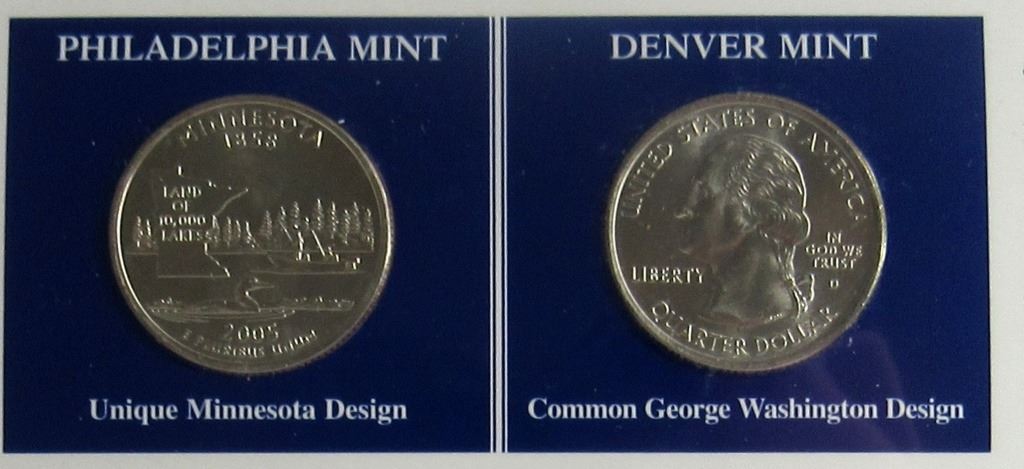 PHILADELPHIA MINT
MINNESOTA
1858
LAND
OF
10,000
LAKES
2005
E Pluribus Unum
Unique Minnesota Design
DENVER MINT
UNITED STATES OF AMERICA
LIBERTY
IN
GOD WE
TRUST
D
QUARTER DOLLAR
Common George Washington Design